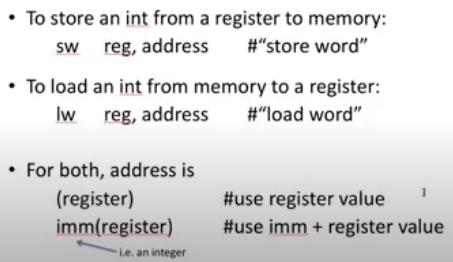 • To store an int from a register to memory:
sw reg, address #“store word”
• To load an int from memory to a register:
lw reg, address #“load word”
• For both, address is
(register) #use register value
imm(register) #use imm + register value
i.e. an integer